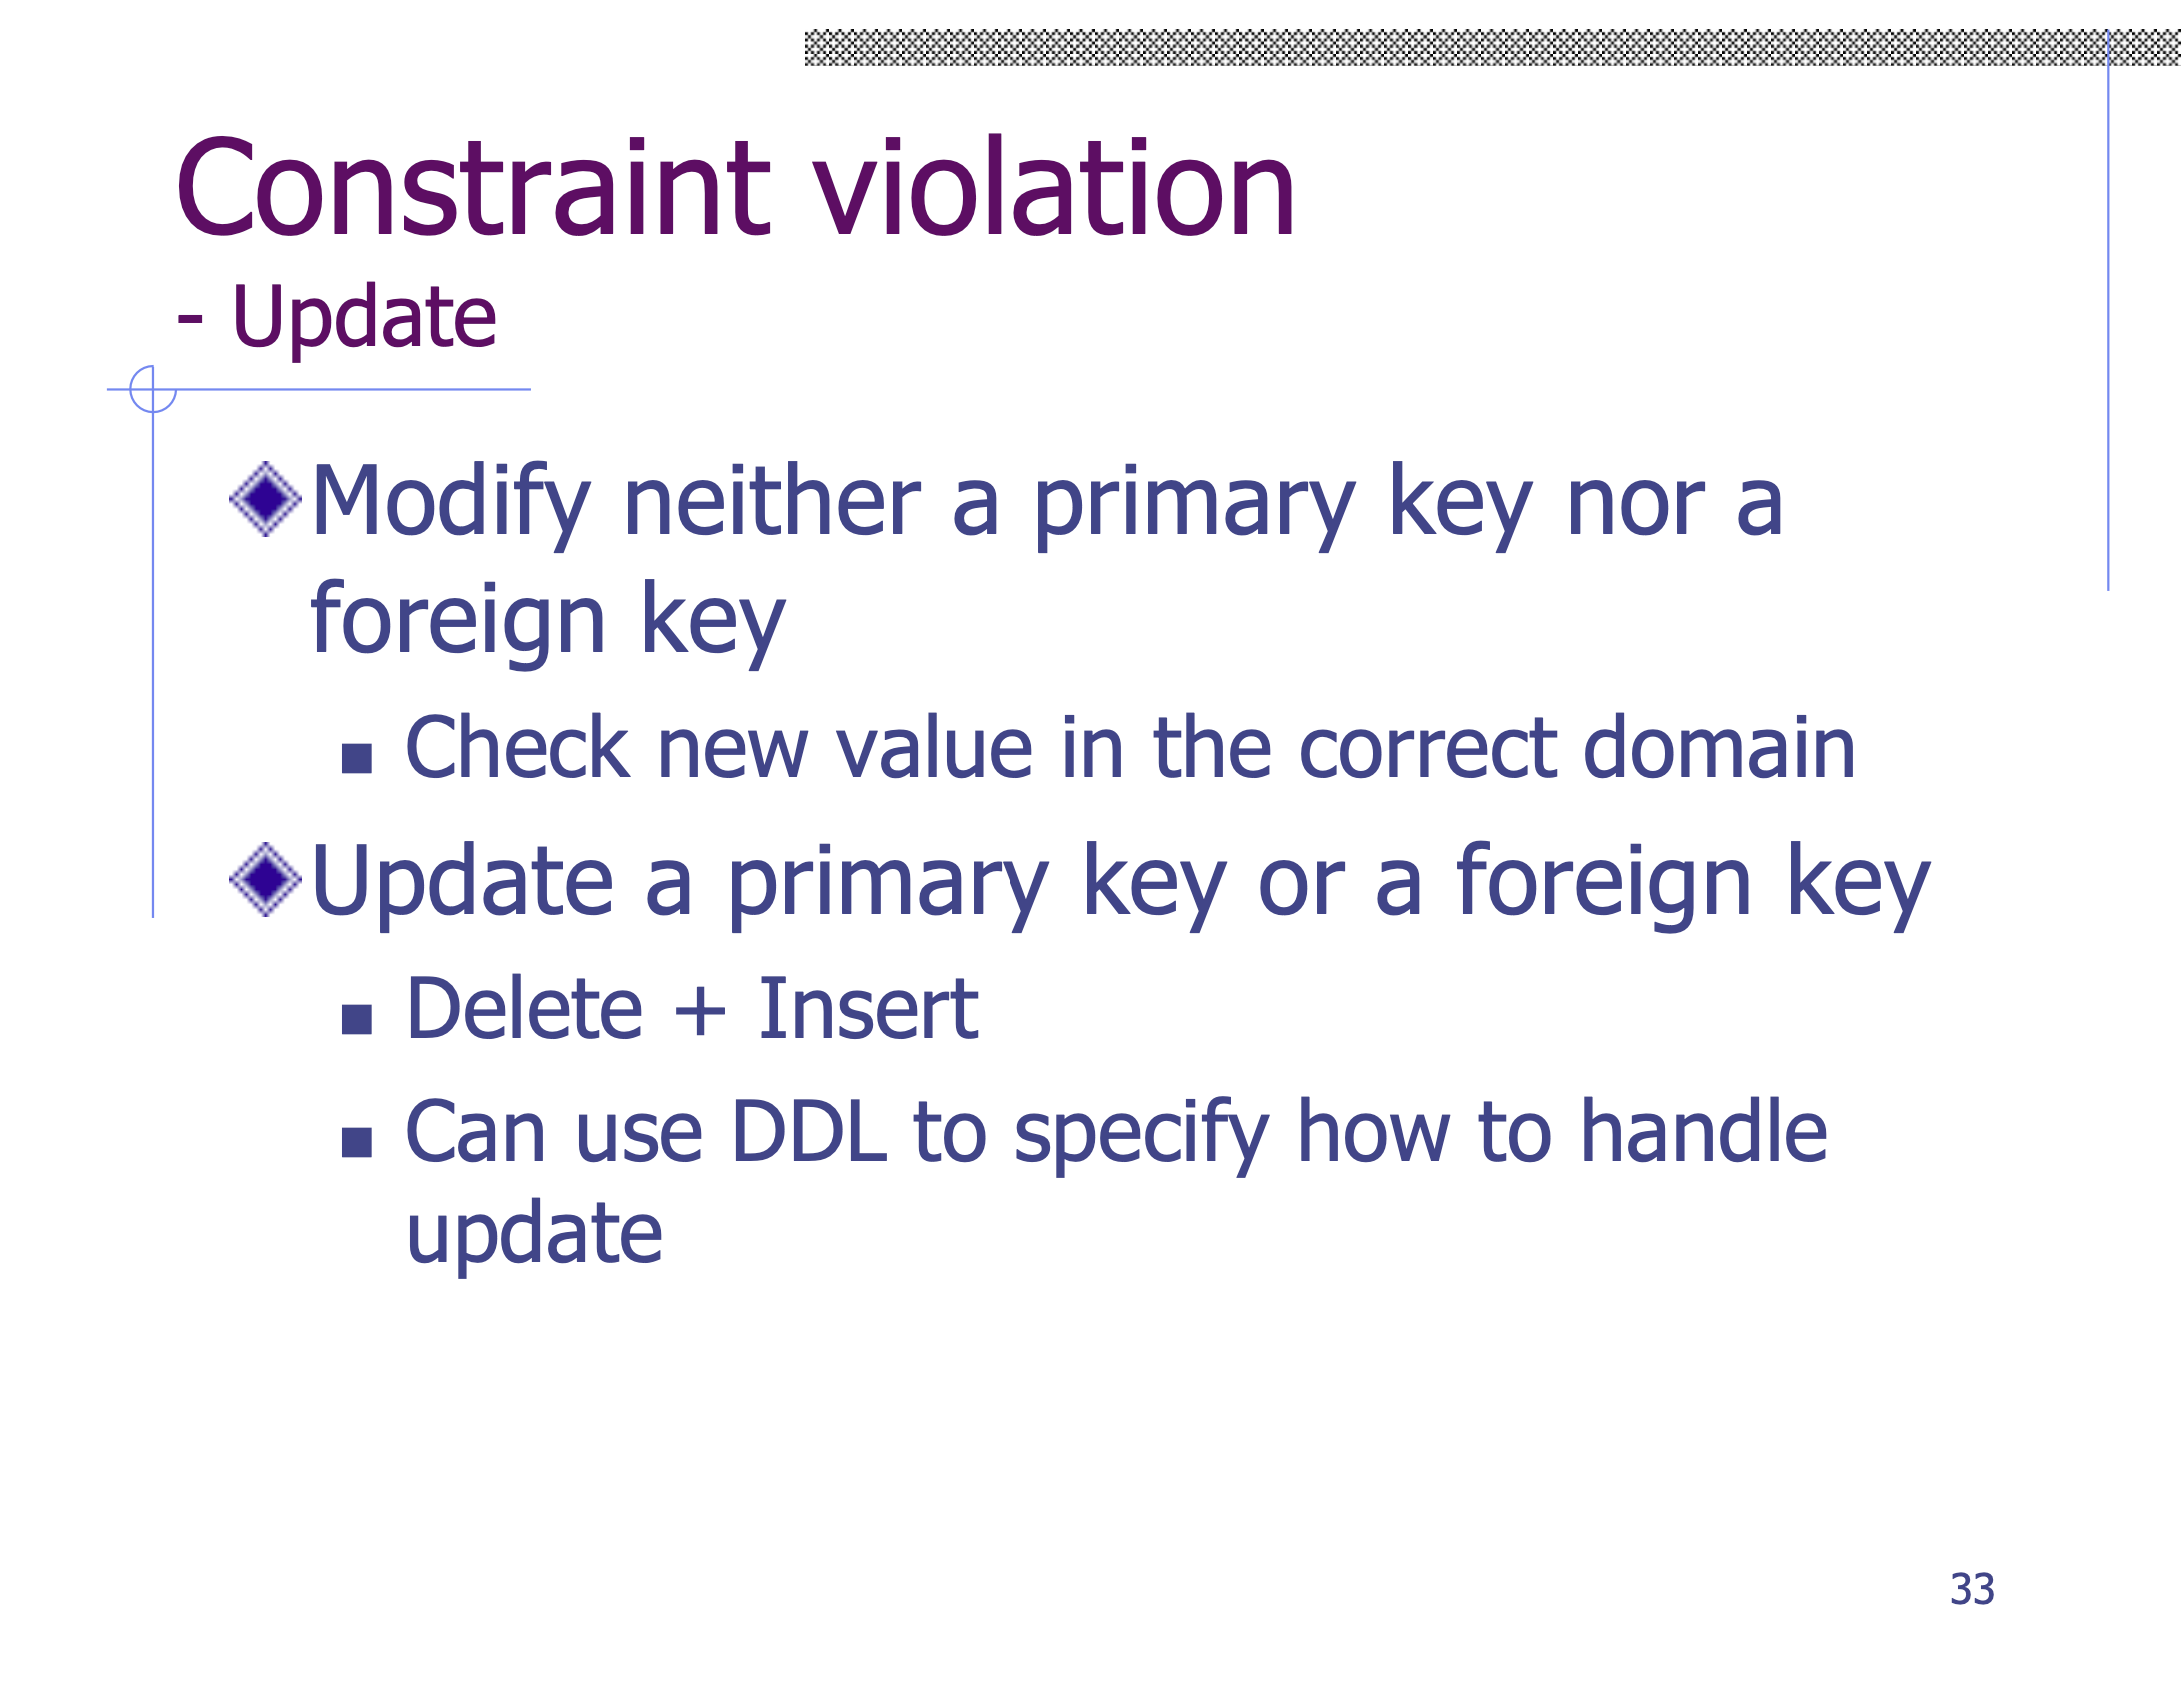 Constraint violation
- Update
Modify neither a primary key nor a
foreign key
Check new value in the correct domain
Update a primary key or a foreign key
Delete + Insert
Can use DDL to specify how to handle
update
33